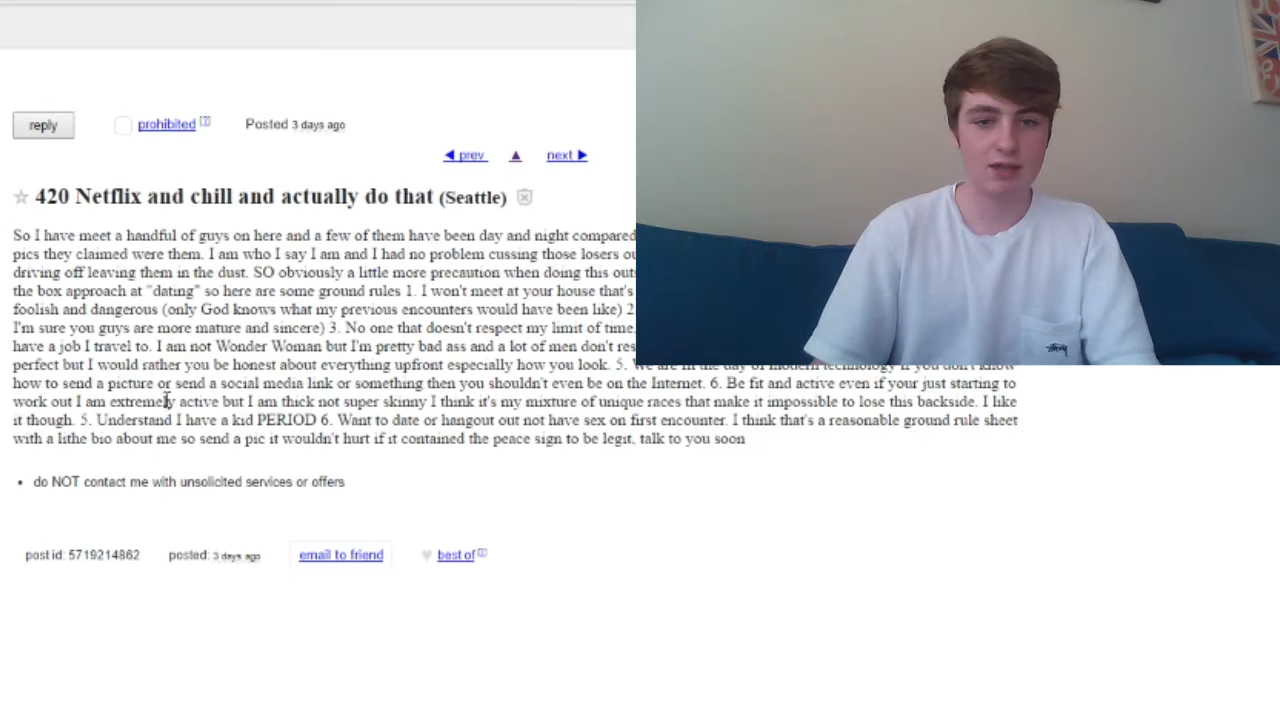 reply
prohibited [?]
Posted 3 days ago
◀ prev ▲ next ▶
☆ 420 Netflix and chill and actually do that (Seattle)
So I have meet a handful of guys on here and a few of them have been day and night compared
pics they claimed were them. I am who I say I am and I had no problem cussing those losers
driving off leaving them in the dust. SO obviously a little more precaution when doing this
the box approach at "dating" so here are some ground rules 1. I won't meet at your house that's
foolish and dangerous (only God knows what my previous encounters would have been like) 2
I'm sure you guys are more mature and sincere) 3. No one that doesn't respect my limit of time,
have a job I travel to. I am not Wonder Woman but I'm pretty bad ass and a lot of men don't
perfect but I would rather you be honest about everything upfront especially how you look. 5. We are in the day of modern technology if you don't know
how to send a picture or send a social media link or something then you shouldn't even be on the Internet. 6. Be fit and active even if your just starting to
work out I am extremely active but I am thick not super skinny I think it's my mixture of unique races that make it impossible to lose this backside. I like
it though. 5. Understand I have a kid PERIOD 6. Want to date or hangout out not have sex on first encounter. I think that's a reasonable ground rule sheet
with a lithe bio about me so send a pic it wouldn't hurt if it contained the peace sign to be legit, talk to you soon
• do NOT contact me with unsolicited services or offers
post id: 5719214862
posted: 3 days ago
email to friend
best of [?]